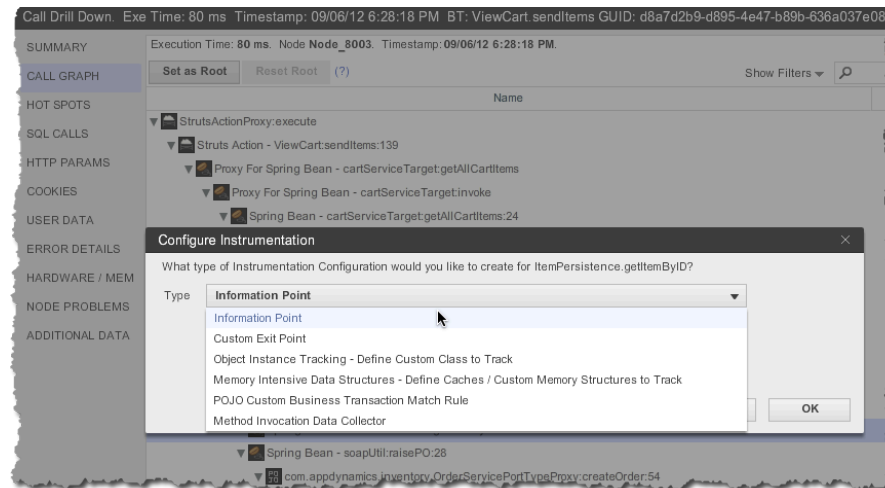 Call Drill Down. Exe Time: 80 ms Timestamp: 09/06/12 6:28:18 PM BT: ViewCart.sendItems GUID: d8a7d2b9-d895-4e47-b89b-636a037e08
SUMMARY
CALL GRAPH
HOT SPOTS
SQL CALLS
HTTP PARAMS
COOKIES
USER DATA
ERROR DETAILS
HARDWARE / MEM
NODE PROBLEMS
ADDITIONAL DATA
Execution Time: 80 ms. Node Node_8003. Timestamp: 09/06/12 6:28:18 PM.
Set as Root Reset Root (?) Show Filters
Name
StrutsActionProxy:execute
Struts Action - ViewCart:sendItems:139
Proxy For Spring Bean - cartServiceTarget:getAllCartItems
Proxy For Spring Bean - cartServiceTarget:invoke
Spring Bean - cartServiceTarget:getAllCartItems:24
Configure Instrumentation
What type of Instrumentation Configuration would you like to create for ItemPersistence.getItemByID?
Type Information Point
Information Point
Custom Exit Point
Object Instance Tracking - Define Custom Class to Track
Memory Intensive Data Structures - Define Caches / Custom Memory Structures to Track
POJO Custom Business Transaction Match Rule
Method Invocation Data Collector
OK
Spring Bean - soapUtil:raisePO:28
com.appdynamics.inventory.OrderServicePortTypeProxy:createOrder:54